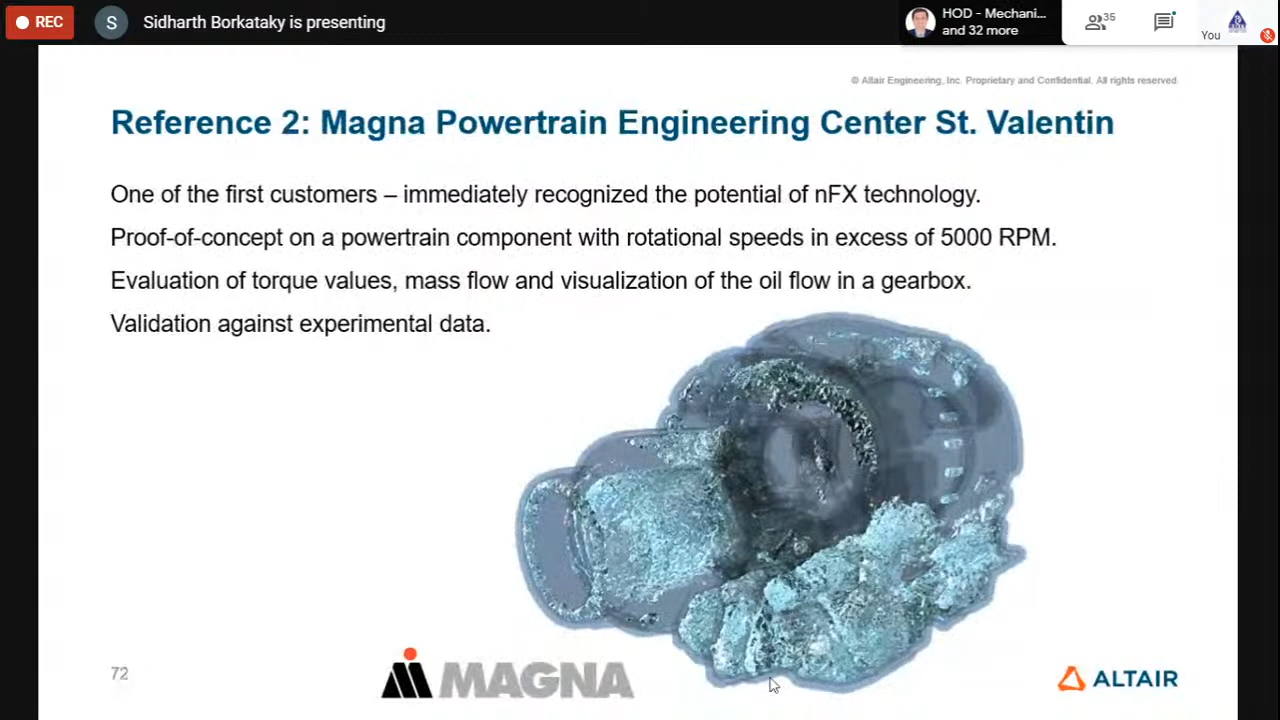 REC
S
Sidharth Borkataky is presenting
HOD - Mechani...
and 32 more
35
You
© Altair Engineering, Inc. Proprietary and Confidential. All rights reserved.
Reference 2: Magna Powertrain Engineering Center St. Valentin
One of the first customers – immediately recognized the potential of nFX technology.
Proof-of-concept on a powertrain component with rotational speeds in excess of 5000 RPM.
Evaluation of torque values, mass flow and visualization of the oil flow in a gearbox.
Validation against experimental data.
72
MAGNA
ALTAIR